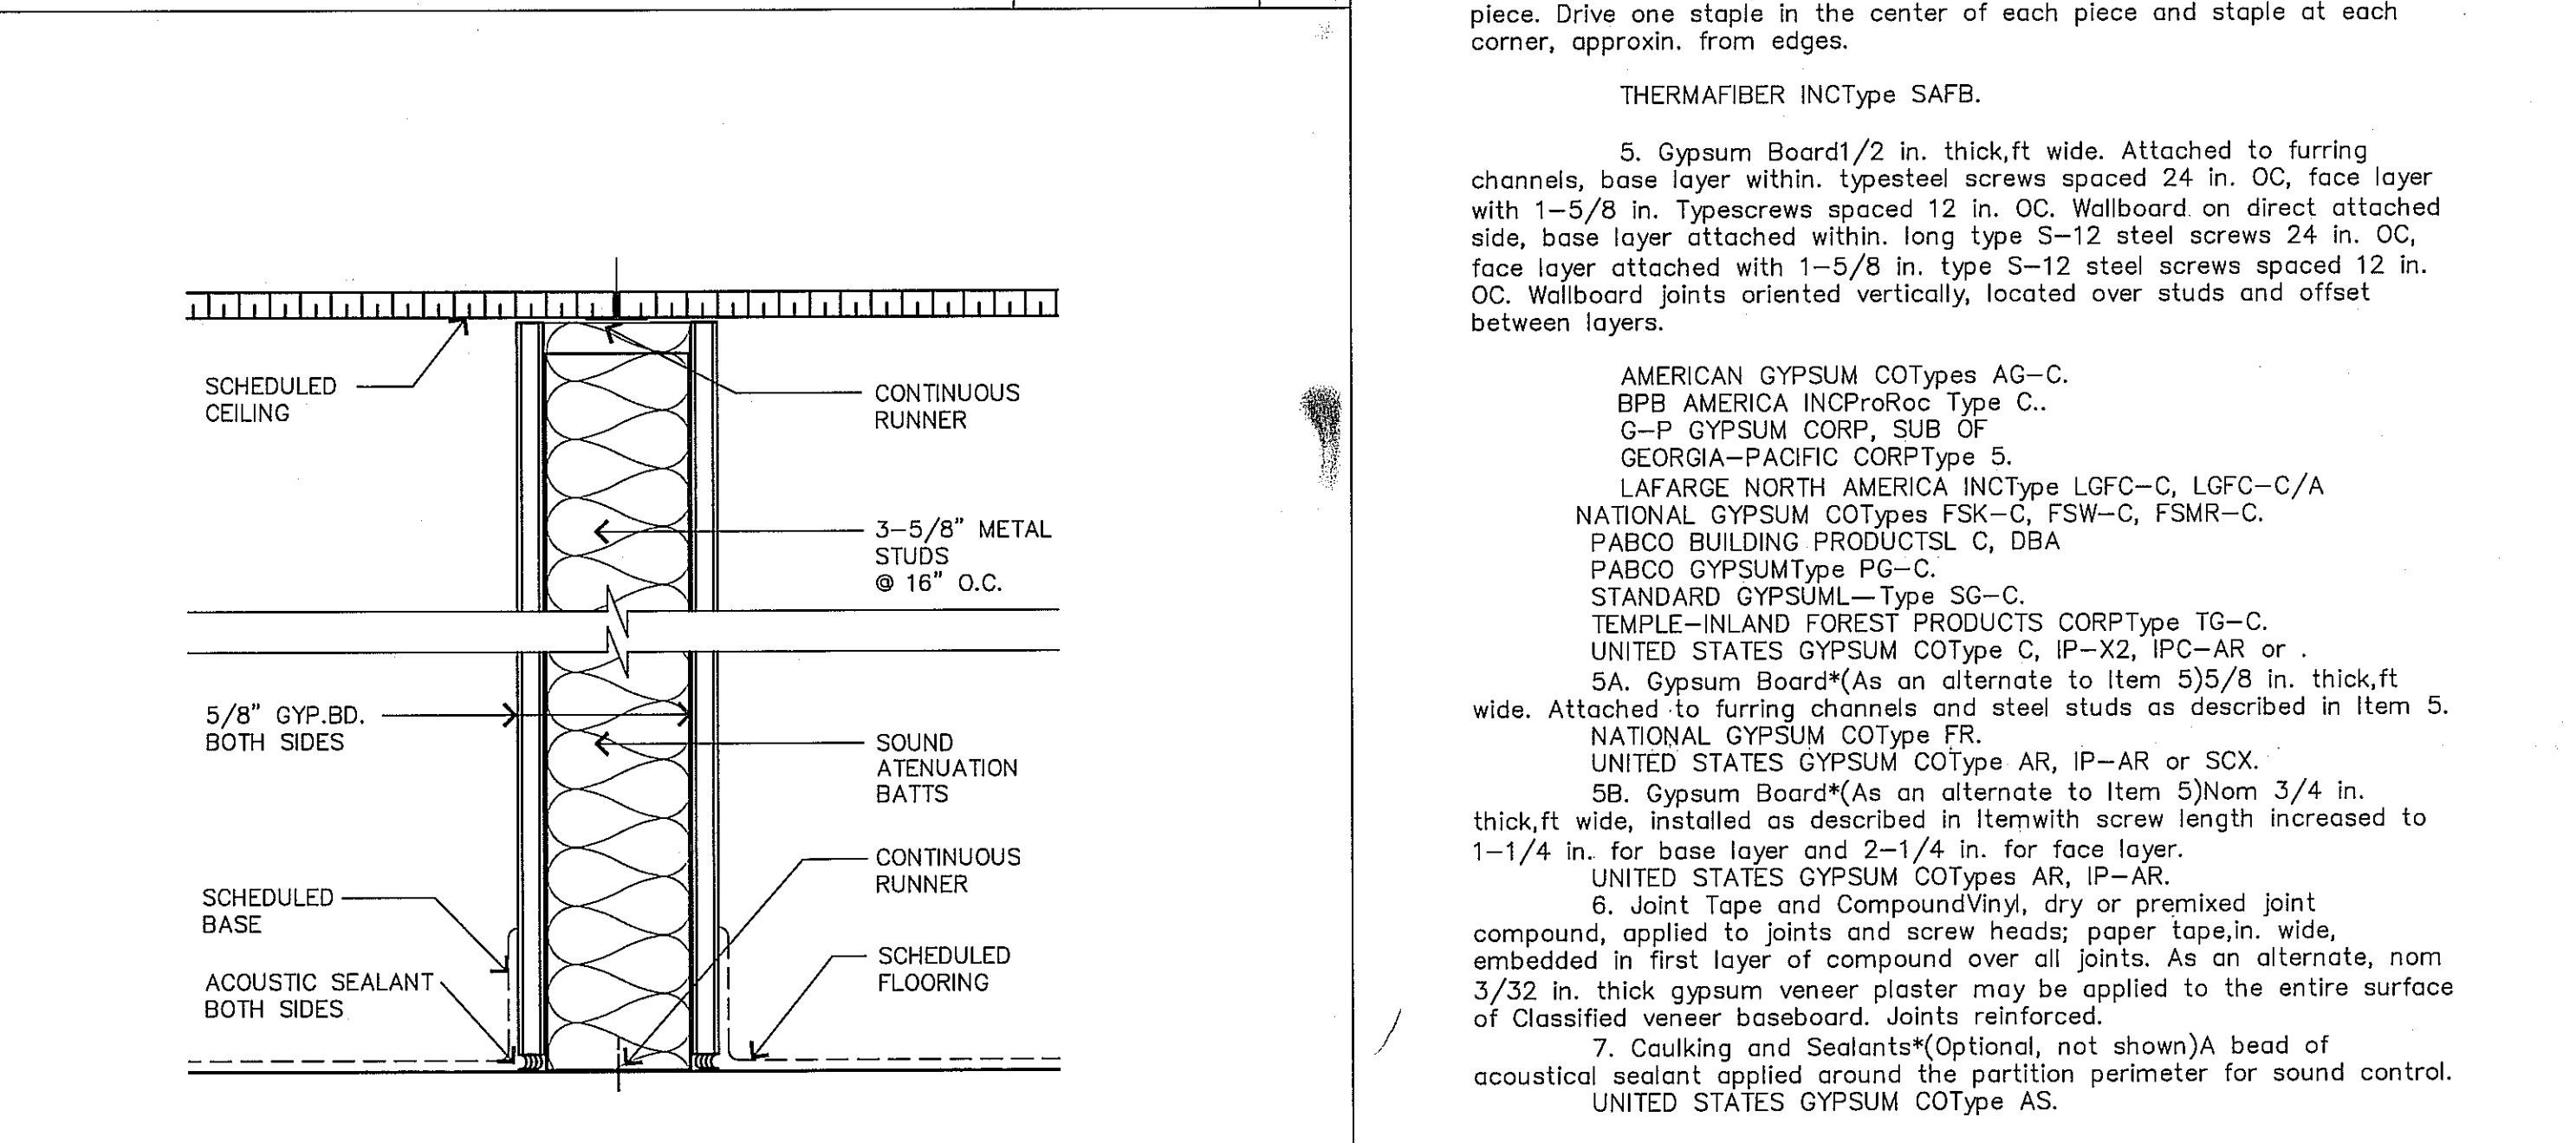 SCHEDULED
CEILING
CONTINUOUS
RUNNER
3-5/8" METAL
STUDS
@ 16" O.C.
5/8" GYP.BD.
BOTH SIDES
SOUND
ATENUATION
BATTS
CONTINUOUS
RUNNER
SCHEDULED
BASE
SCHEDULED
FLOORING
ACOUSTIC SEALANT
BOTH SIDES
piece. Drive one staple in the center of each piece and staple at each
corner, approxin. from edges.
THERMAFIBER INCType SAFB.
5. Gypsum Board1/2 in. thick,ft wide. Attached to furring
channels, base layer within. typesteel screws spaced 24 in. OC, face layer
with 1-5/8 in. Typescrews spaced 12 in. OC. Wallboard on direct attached
side, base layer attached within. long type S-12 steel screws 24 in. OC,
face layer attached with 1-5/8 in. type S-12 steel screws spaced 12 in.
OC. Wallboard joints oriented vertically, located over studs and offset
between layers.
AMERICAN GYPSUM COTypes AG-C.
BPB AMERICA INCProRoc Type C..
G-P GYPSUM CORP, SUB OF
GEORGIA-PACIFIC CORPType 5.
LAFARGE NORTH AMERICA INCType LGFC-C, LGFC-C/A
NATIONAL GYPSUM COTypes FSK-C, FSW-C, FSMR-C.
PABCO BUILDING PRODUCTSL C, DBA
PABCO GYPSUMType PG-C.
STANDARD GYPSUML-Type SG-C.
TEMPLE-INLAND FOREST PRODUCTS CORPType TG-C.
UNITED STATES GYPSUM COType C, IP-X2, IPC-AR or .
5A. Gypsum Board*(As an alternate to Item 5)5/8 in. thick,ft
wide. Attached to furring channels and steel studs as described in Item 5.
NATIONAL GYPSUM COType FR.
UNITED STATES GYPSUM COType AR, IP-AR or SCX.
5B. Gypsum Board*(As an alternate to Item 5)Nom 3/4 in.
thick,ft wide, installed as described in Itemwith screw length increased to
1-1/4 in. for base layer and 2-1/4 in. for face layer.
UNITED STATES GYPSUM COTypes AR, IP-AR.
6. Joint Tape and CompoundVinyl, dry or premixed joint
compound, applied to joints and screw heads; paper tape,in. wide,
embedded in first layer of compound over all joints. As an alternate, nom
3/32 in. thick gypsum veneer plaster may be applied to the entire surface
of Classified veneer baseboard. Joints reinforced.
7. Caulking and Sealants*(Optional, not shown)A bead of
acoustical sealant applied around the partition perimeter for sound control.
UNITED STATES GYPSUM COType AS.